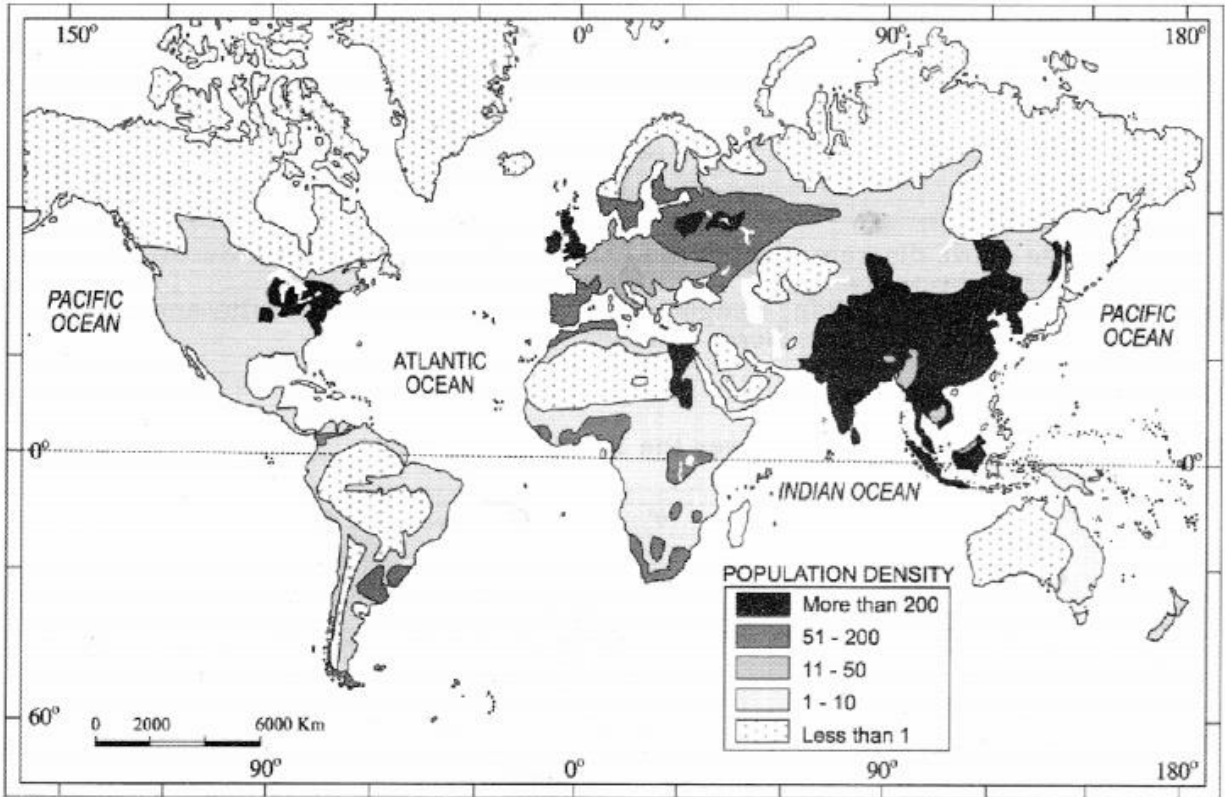 150° 0° 90° 180°
PACIFIC
OCEAN
ATLANTIC
OCEAN
PACIFIC
OCEAN
0° 0°
INDIAN OCEAN
POPULATION DENSITY
More than 200
51 - 200
11 - 50
1 - 10
Less than 1
60°
0 2000 6000 Km
90° 0° 90° 180°